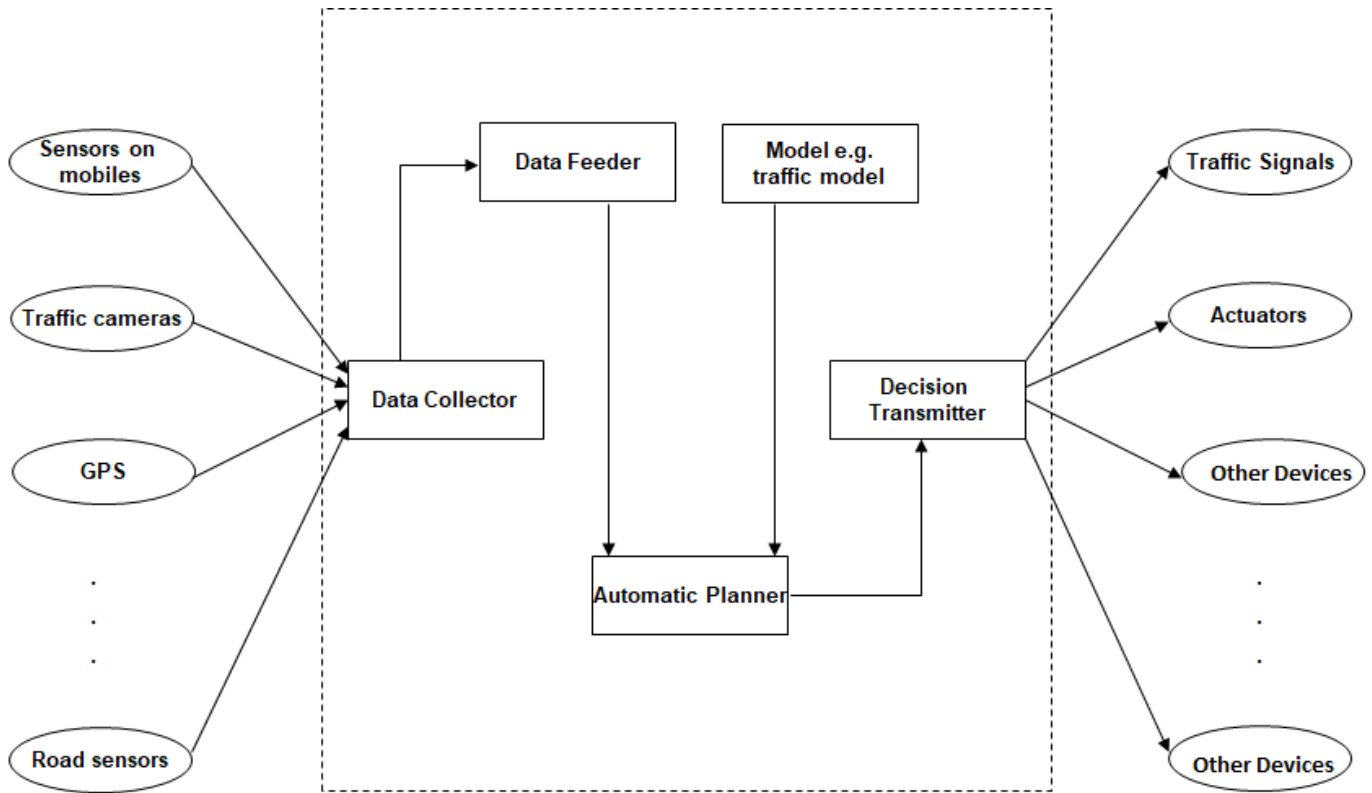 Sensors on
mobiles
Traffic cameras
GPS
.
.
.
Road sensors
Data Feeder
Model e.g.
traffic model
Data Collector
Decision
Transmitter
Automatic Planner
Traffic Signals
Actuators
Other Devices
.
.
.
Other Devices